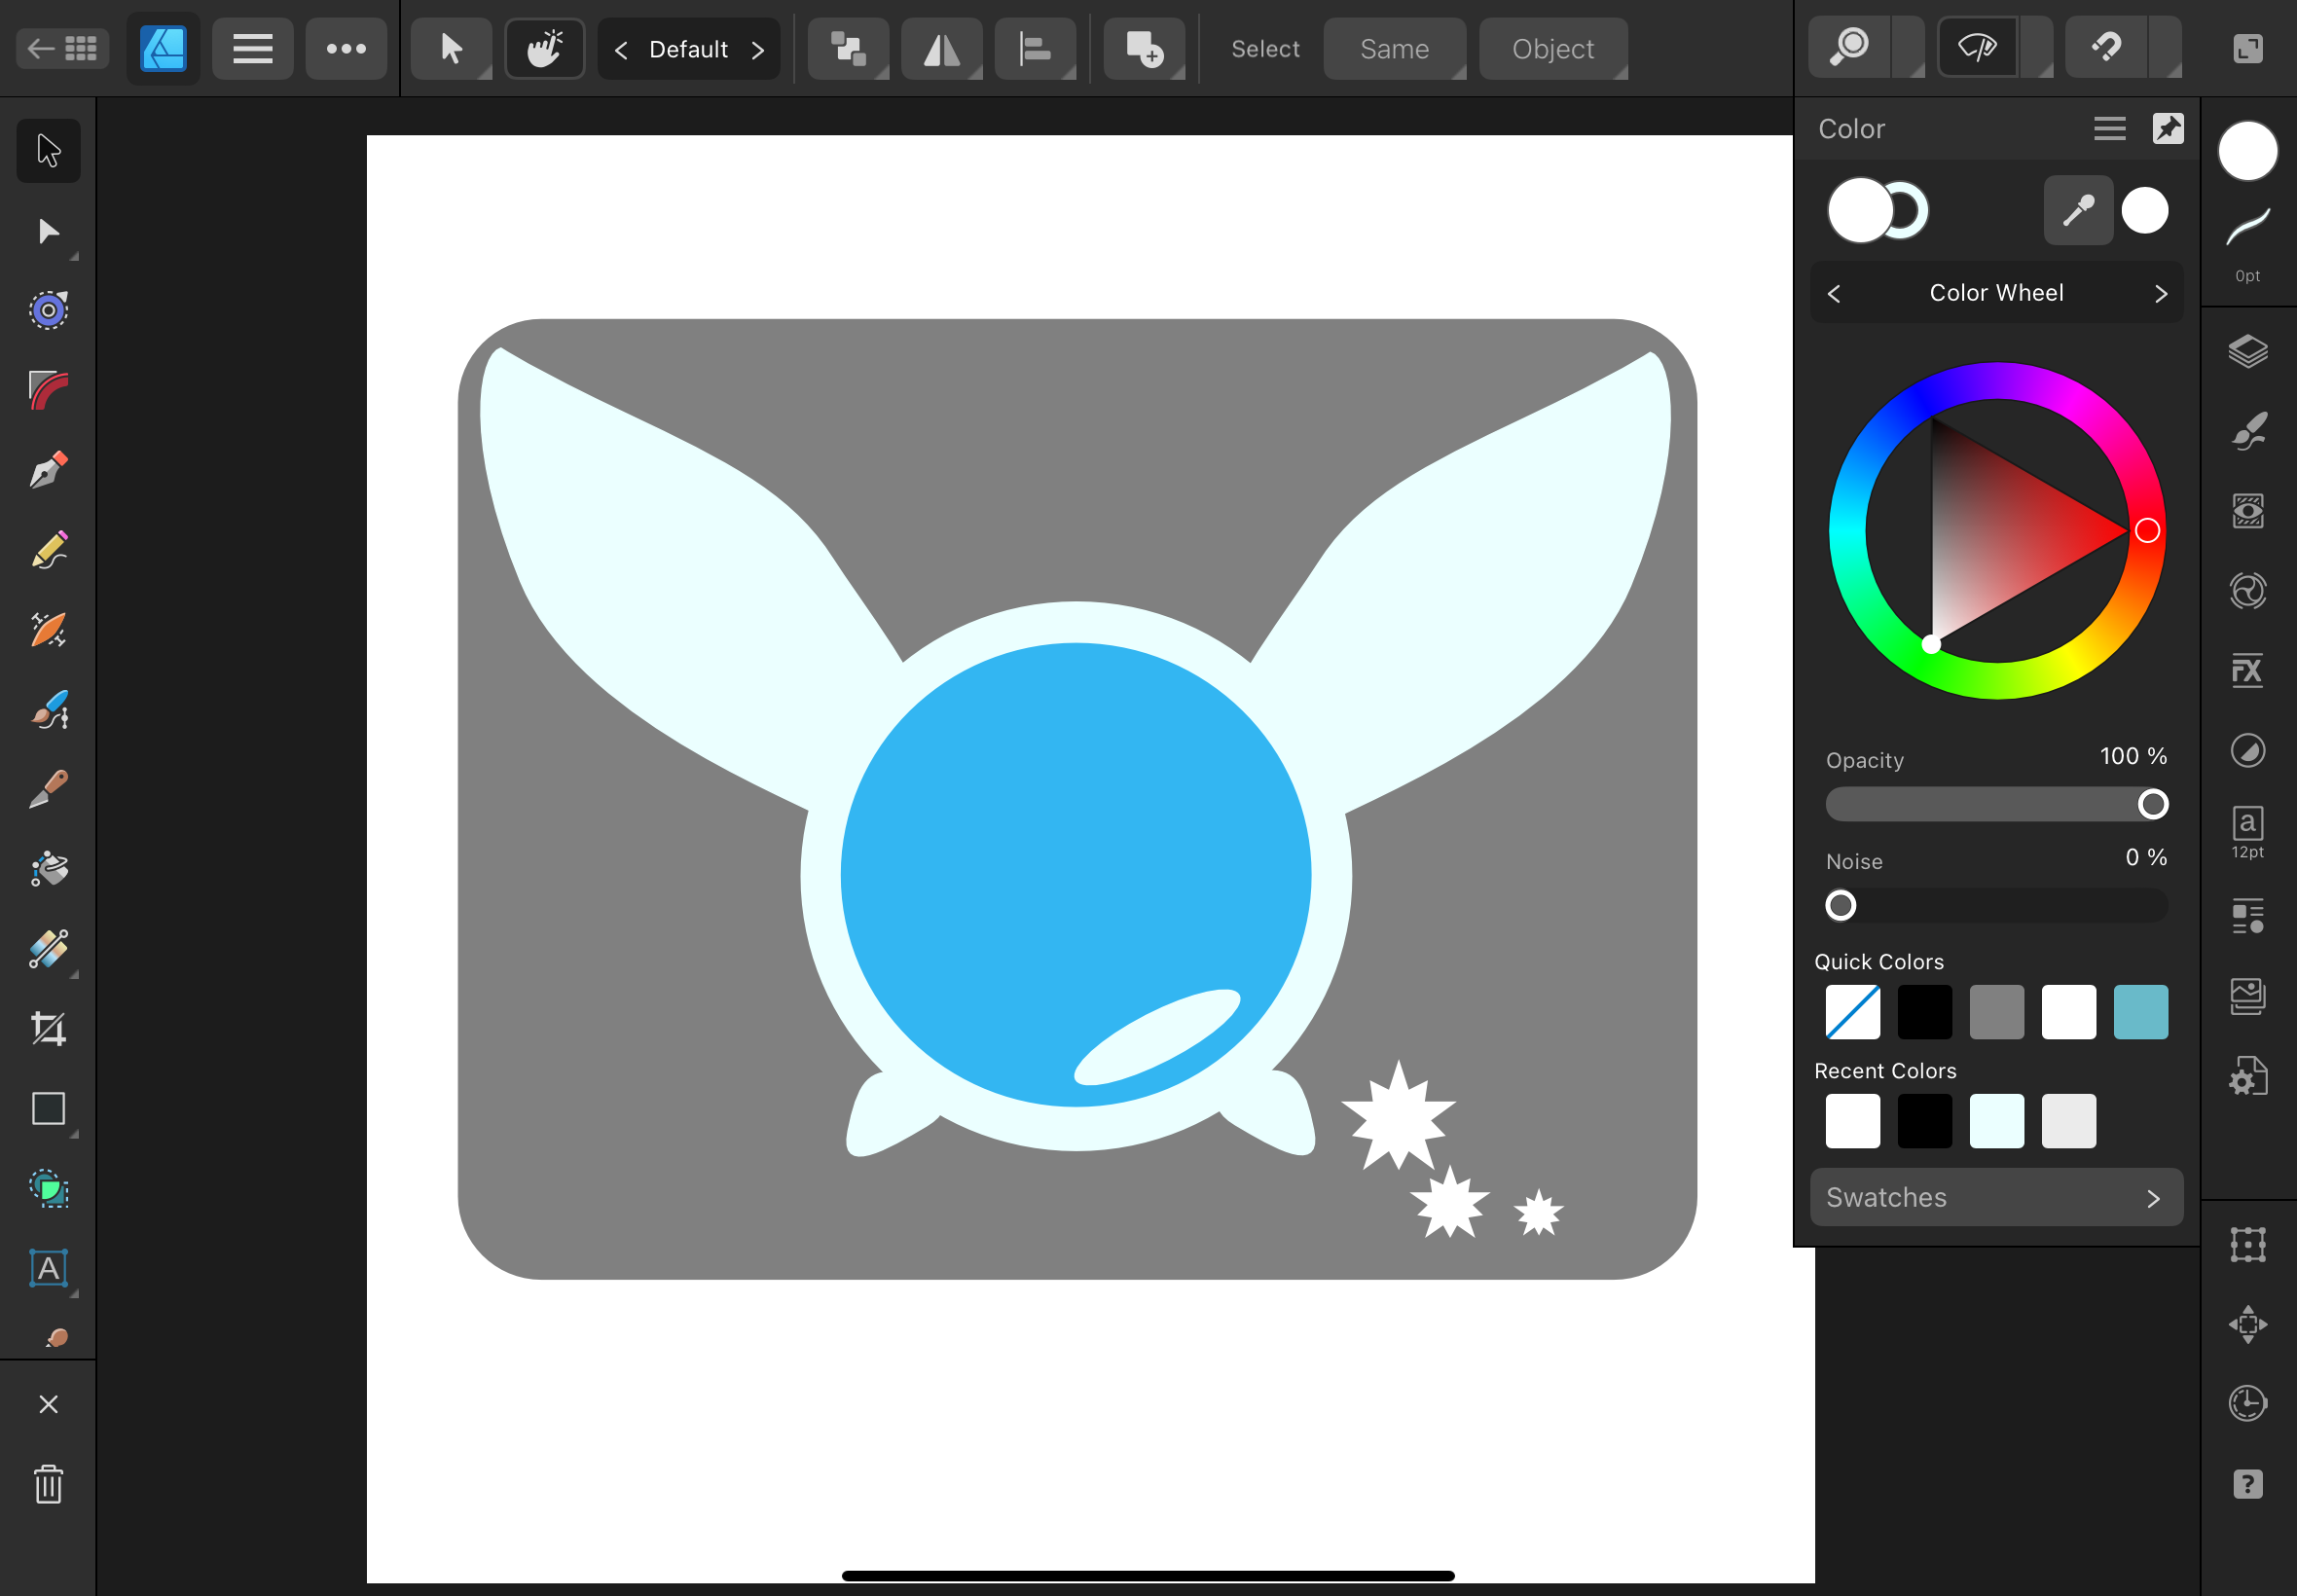 Default
Select
Same
Object
Color
0pt
Color Wheel
FX
Opacity
100 %
a
12pt
Noise
0 %
Quick Colors
Recent Colors
Swatches
A
?